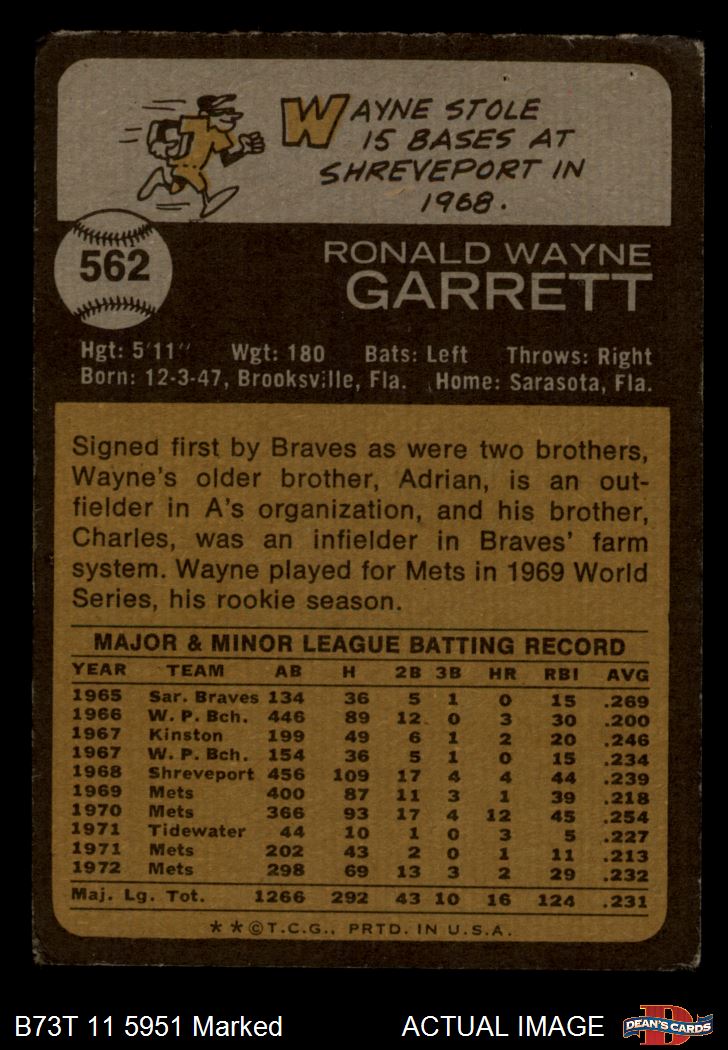 WAYNE STOLE
15 BASES AT
SHREVEPORT IN
1968.
562
RONALD WAYNE
GARRETT
Hgt: 5'11" Wgt: 180 Bats: Left Throws: Right
Born: 12-3-47, Brooksville, Fla. Home: Sarasota, Fla.
Signed first by Braves as were two brothers,
Wayne's older brother, Adrian, is an out-
fielder in A's organization, and his brother,
Charles, was an infielder in Braves' farm
system. Wayne played for Mets in 1969 World
Series, his rookie season.
MAJOR & MINOR LEAGUE BATTING RECORD
YEAR TEAM AB H 2B 3B HR RBI AVG
1965 Sar. Braves 134 36 5 1 0 15 .269
1966 W. P. Bch. 446 89 12 0 3 30 .200
1967 Kinston 199 49 6 1 2 20 .246
1967 W. P. Bch. 154 36 5 1 0 15 .234
1968 Shreveport 456 109 17 4 4 44 .239
1969 Mets 400 87 11 3 1 39 .218
1970 Mets 366 93 17 4 12 45 .254
1971 Tidewater 44 10 1 0 3 5 .227
1971 Mets 202 43 2 0 1 11 .213
1972 Mets 298 69 13 3 2 29 .232
Maj. Lg. Tot. 1266 292 43 10 16 124 .231
**©T.C.G., PRTD. IN U.S.A.
B73T 11 5951 Marked ACTUAL IMAGE
D
DEAN'S CARDS